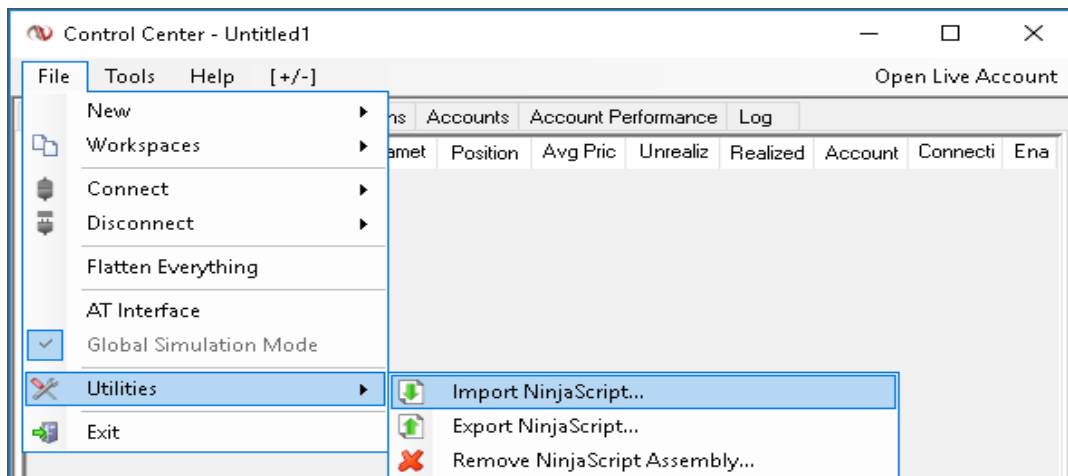 Control Center - Untitled1
File Tools Help [+/-] Open Live Account
New
Accounts Account Performance Log
Workspaces
Position Avg Pric Unrealiz Realized Account Connecti Ena
Connect
Disconnect
Flatten Everything
AT Interface
Global Simulation Mode
Utilities
Import NinjaScript...
Export NinjaScript...
Exit
Remove NinjaScript Assembly...